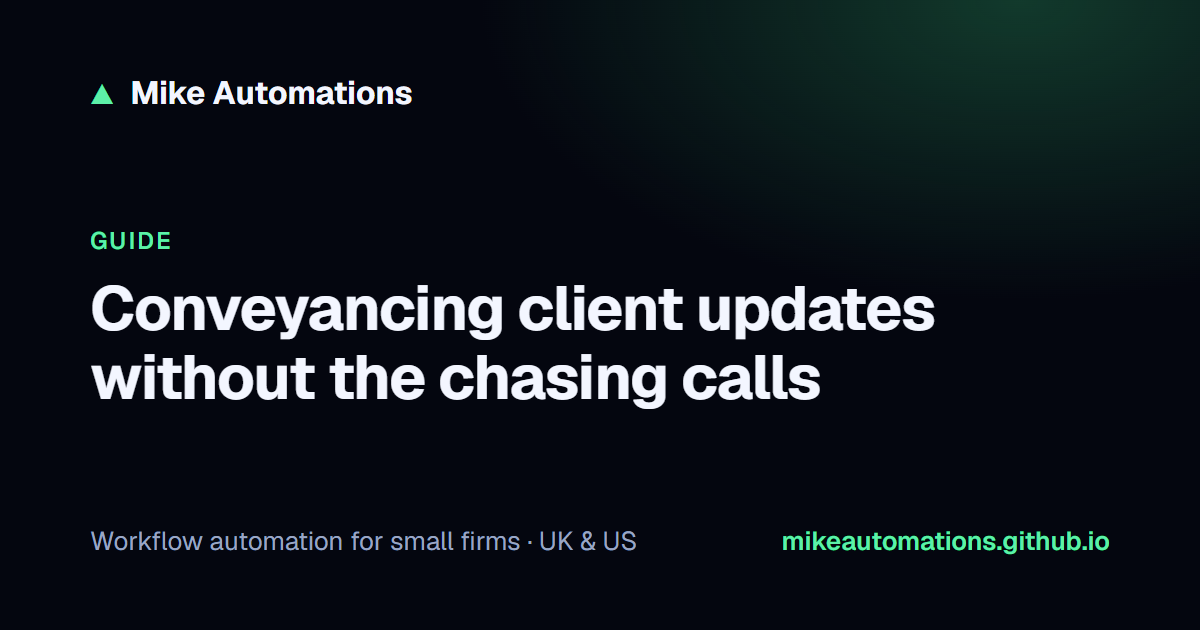 Mike Automations
GUIDE
Conveyancing client updates
without the chasing calls
Workflow automation for small firms · UK & US
mikeautomations.github.io